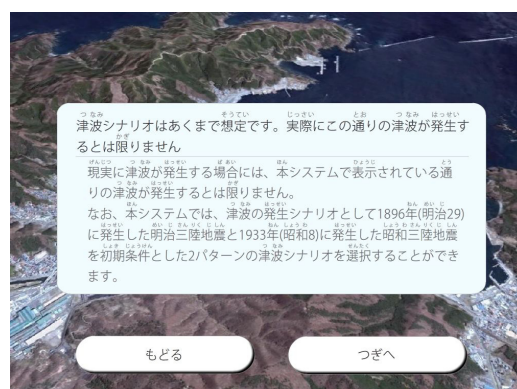 津波シナリオはあくまで想定です。実際にこの通りの津波が発生す
るとは限りません
現実に津波が発生する場合には、本システムで表示されている通
りの津波が発生するとは限りません。
なお、本システムでは、津波の発生シナリオとして1896年(明治29)
に発生した明治三陸地震と1933年(昭和8)に発生した昭和三陸地震
を初期条件とした2パターンの津波シナリオを選択することができ
ます。
もどる
つぎへ